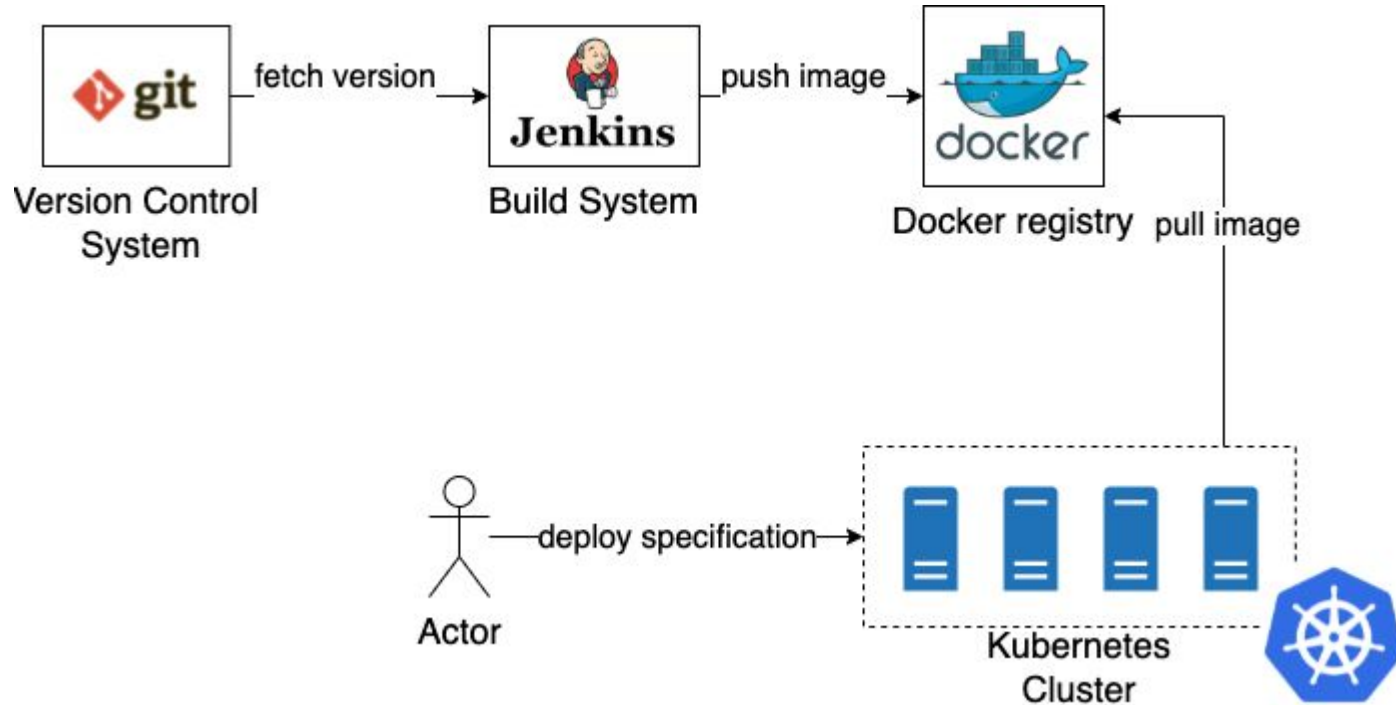 git
fetch version
Jenkins
push image
docker
Version Control
System
Build System
Docker registry
pull image
deploy specification
Actor
Kubernetes
Cluster